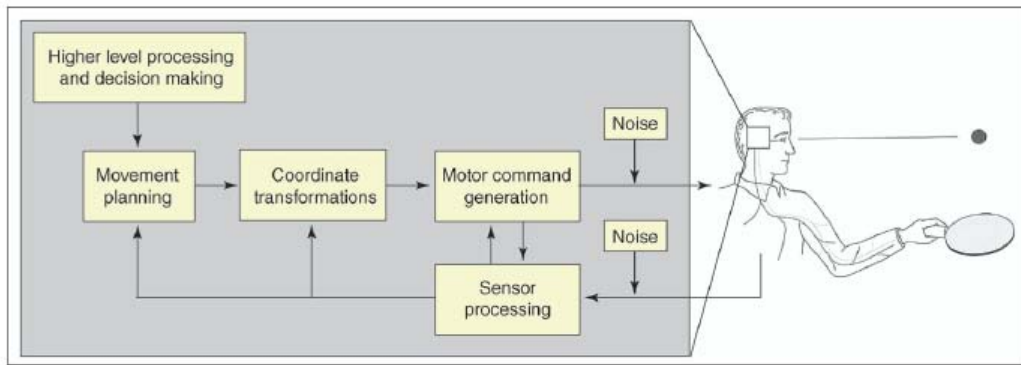 Higher level processing
and decision making
Noise
Movement
planning
Coordinate
transformations
Motor command
generation
Noise
Sensor
processing